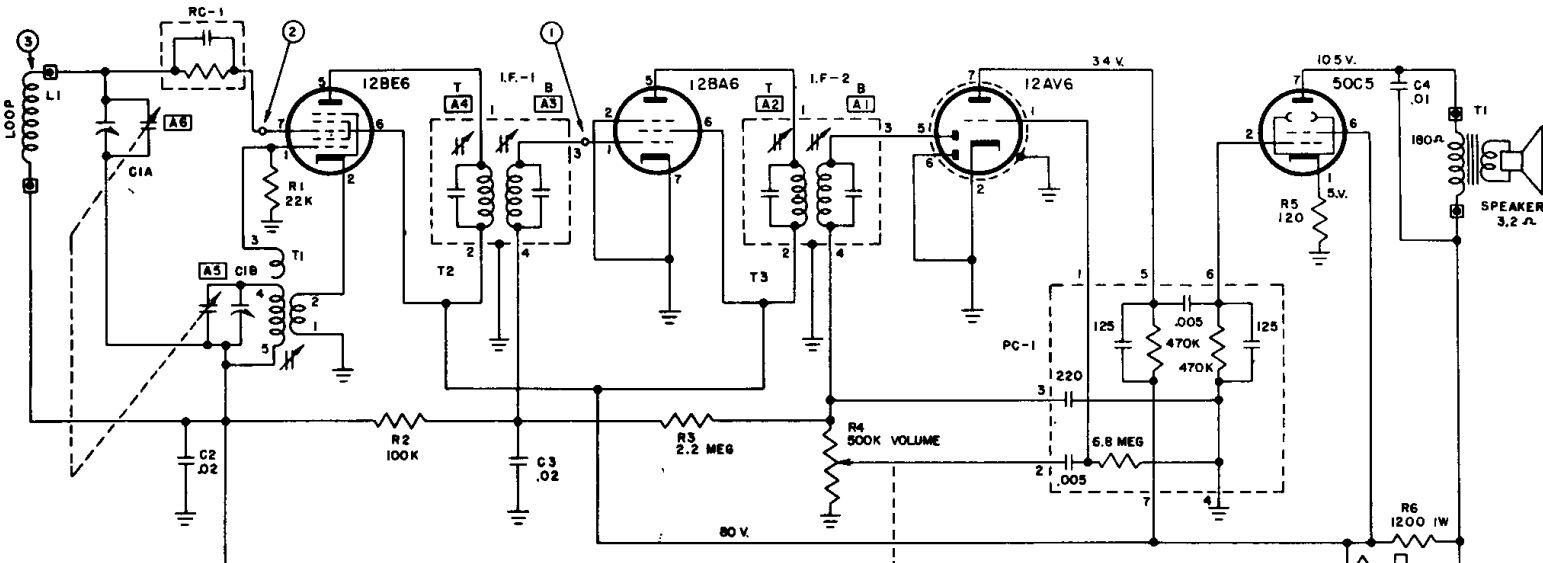 RC-1
3
2
1
LOOP
L1
A6
C1A
7
1
5
12BE6
6
2
R1
22K
3
T1
A5
C1B
4
2
1
5
I.F.-1
T
A4
B
A3
1
3
2
4
T2
5
12BA6
2
1
6
7
I.F-2
T
A2
B
A1
1
3
2
4
T3
34 V.
7
12AV6
1
5
6
2
105 V.
7
50C5
2
6
1
5V.
R5
120
C4
.01
T1
180Ω
SPEAKER
3.2 Ω
1
5
6
PC-1
125
.005
125
470K
470K
3
220
6.8 MEG
2
.005
7
4
C2
.02
R2
100K
C3
.02
R3
2.2 MEG
R4
500K VOLUME
80 V.
R6
1200 1W